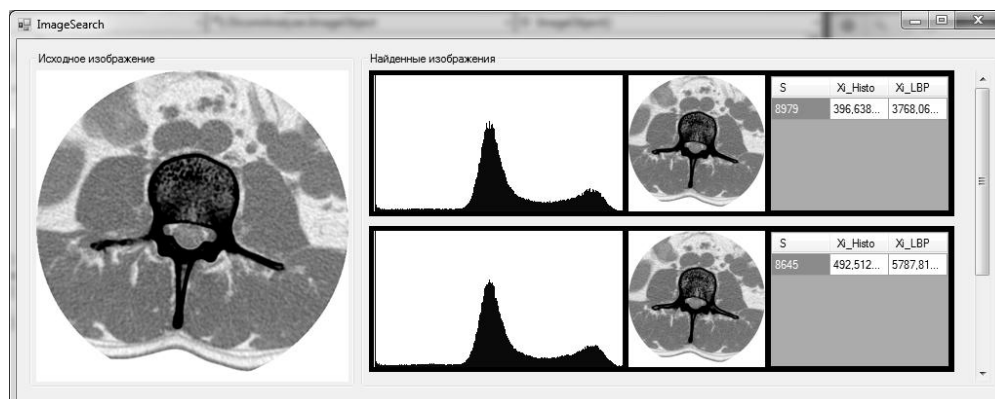 ImageSearch
Исходное изображение
Найденные изображения
S Xi_Histo Xi_LBP
8979 396,638... 3768,06...
S Xi_Histo Xi_LBP
8645 492,512... 5787,81...